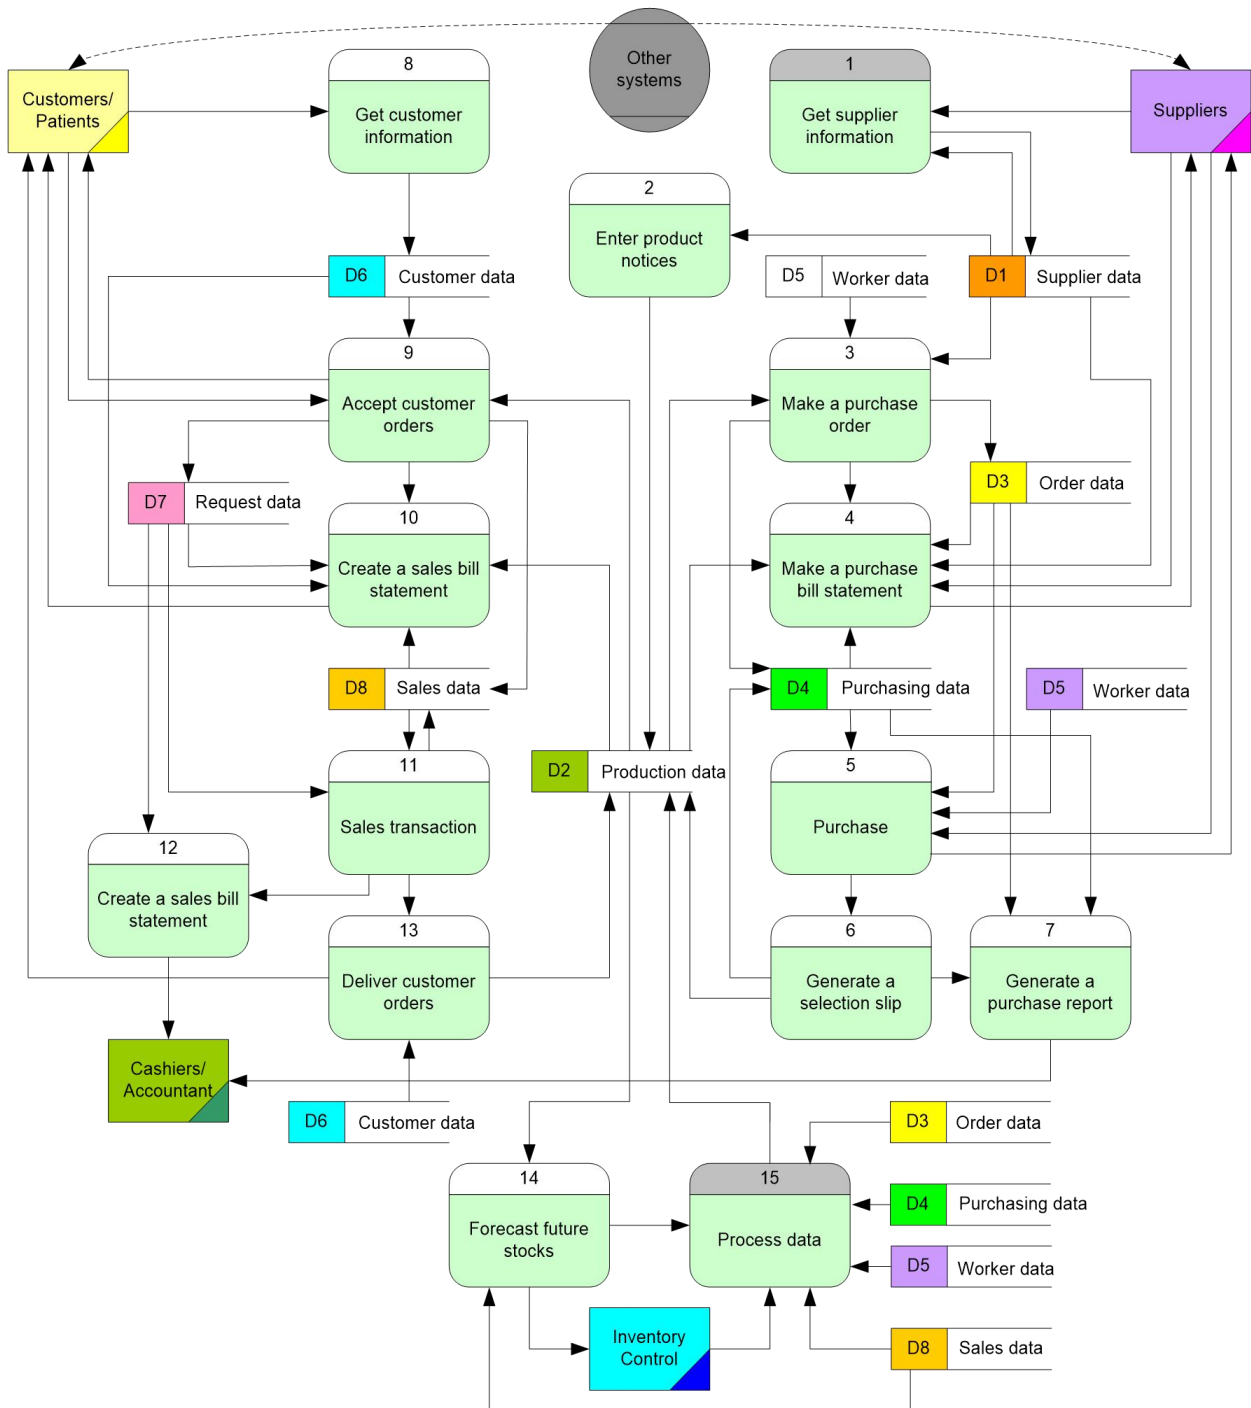 8
Other
systems
1
Customers/
Patients
Get customer
information
Get supplier
information
Suppliers
2
Enter product
notices
D6
Customer data
D5
Worker data
D1
Supplier data
9
Accept customer
orders
3
Make a purchase
order
D7
Request data
D3
Order data
10
Create a sales bill
statement
4
Make a purchase
bill statement
D8
Sales data
D4
Purchasing data
D5
Worker data
D2
Production data
11
Sales transaction
5
Purchase
12
Create a sales bill
statement
13
Deliver customer
orders
6
Generate a
selection slip
7
Generate a
purchase report
Cashiers/
Accountant
D6
Customer data
D3
Order data
14
Forecast future
stocks
15
Process data
D4
Purchasing data
D5
Worker data
Inventory
Control
D8
Sales data